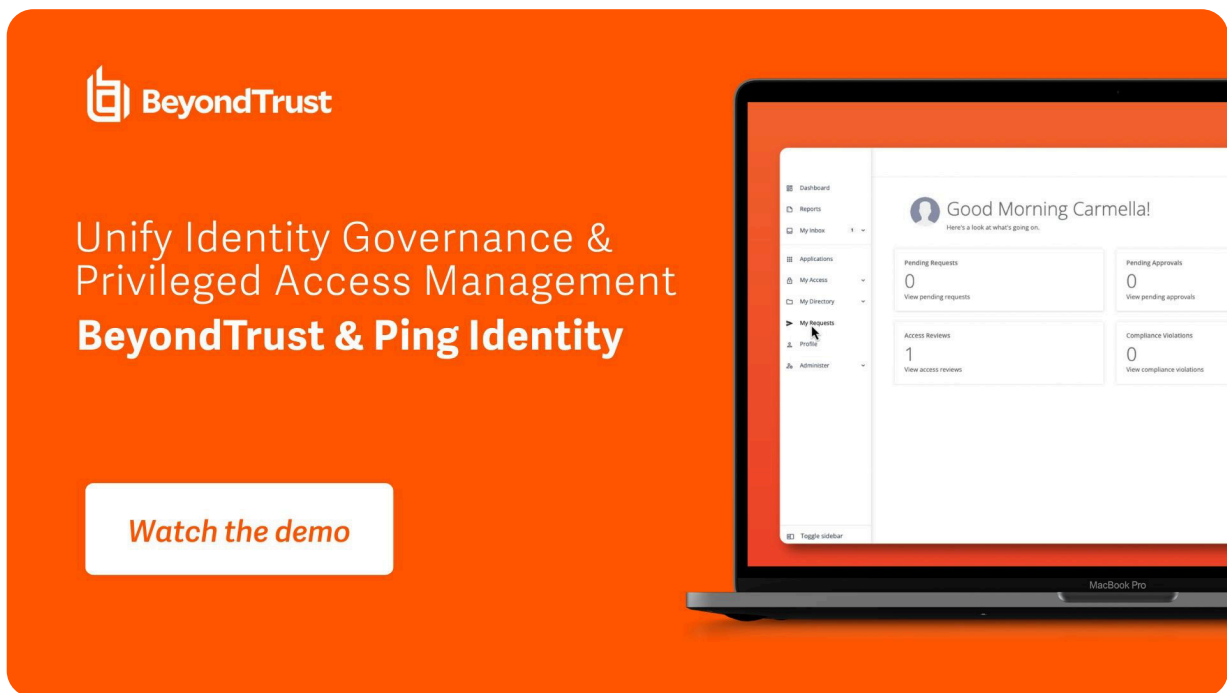 BeyondTrust
Unify Identity Governance &
Privileged Access Management
BeyondTrust & Ping Identity
Watch the demo
Dashboard
Reports
My Inbox 1
Applications
My Access
My Directory
My Requests
Profile
Administer
Toggle sidebar
Good Morning Carmella!
Here's a look at what's going on.
Pending Requests
0
View pending requests
Pending Approvals
0
View pending approvals
Access Reviews
1
View access reviews
Compliance Violations
0
View compliance violations
MacBook Pro